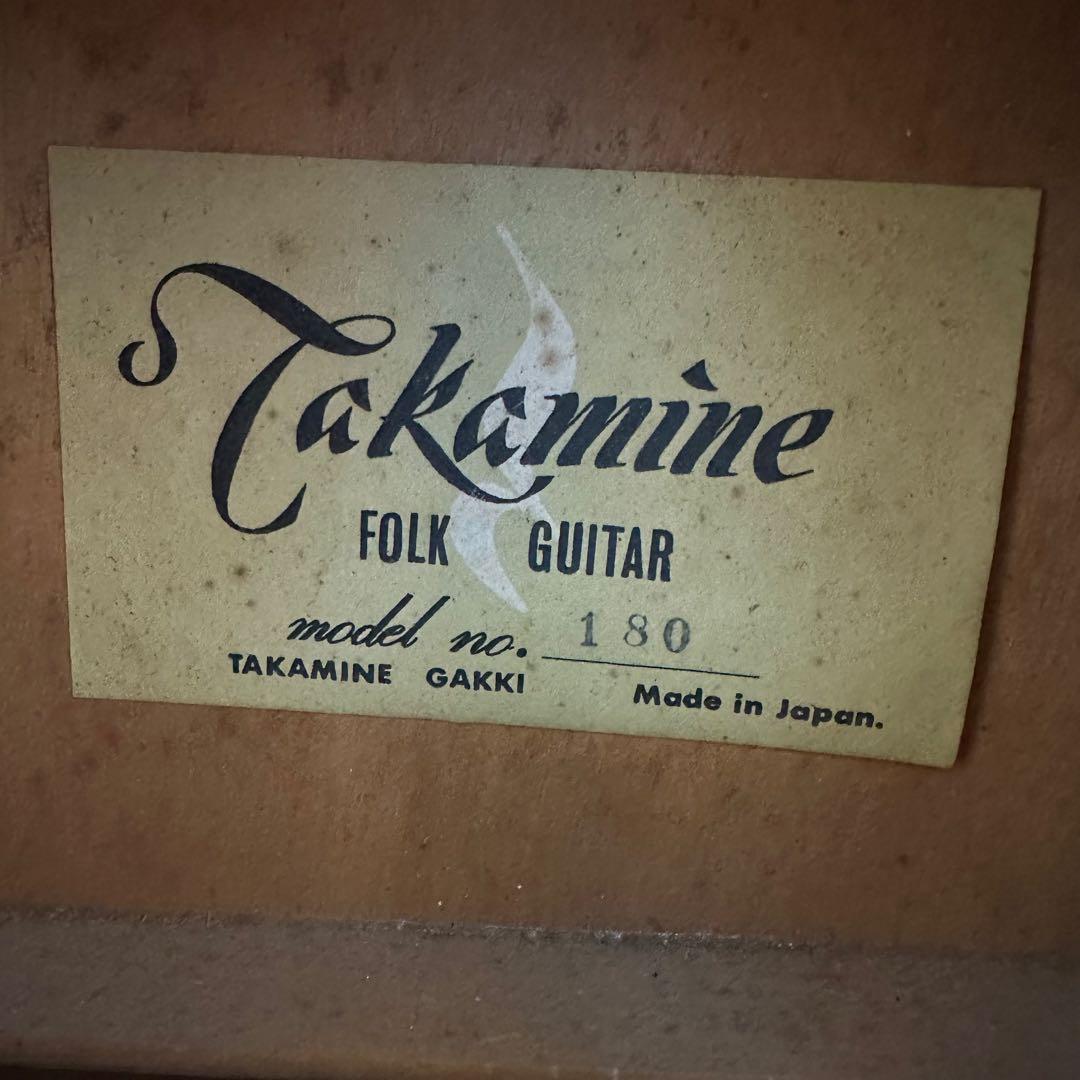 Takamine
FOLK GUITAR
model no. 180
TAKAMINE GAKKI
Made in Japan.